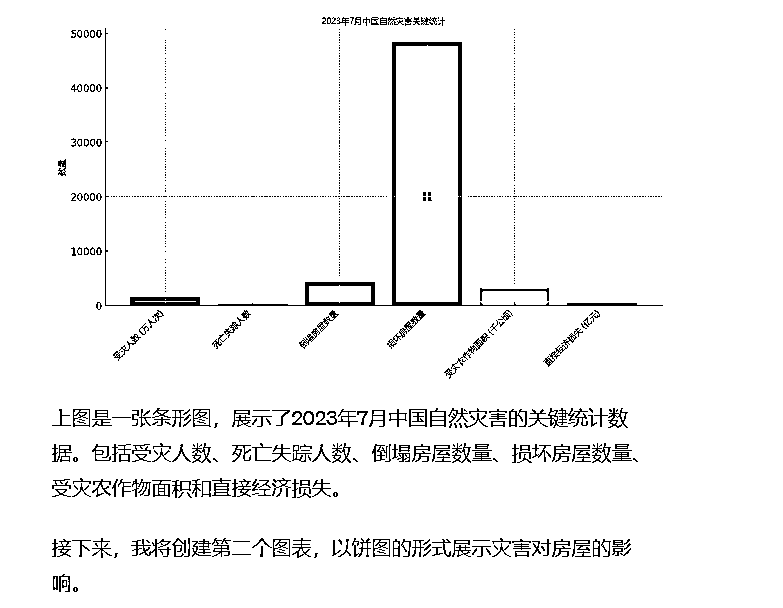 2023年7月中国自然灾害关键统计
50000
40000
30000
20000
10000
0
数量
受灾人数 (万人次)
死亡失踪人数
倒塌房屋数量
损坏房屋数量
受灾农作物面积 (千公顷)
直接经济损失 (亿元)
上图是一张条形图，展示了2023年7月中国自然灾害的关键统计数
据。包括受灾人数、死亡失踪人数、倒塌房屋数量、损坏房屋数量、
受灾农作物面积和直接经济损失。
接下来，我将创建第二个图表，以饼图的形式展示灾害对房屋的影
响。